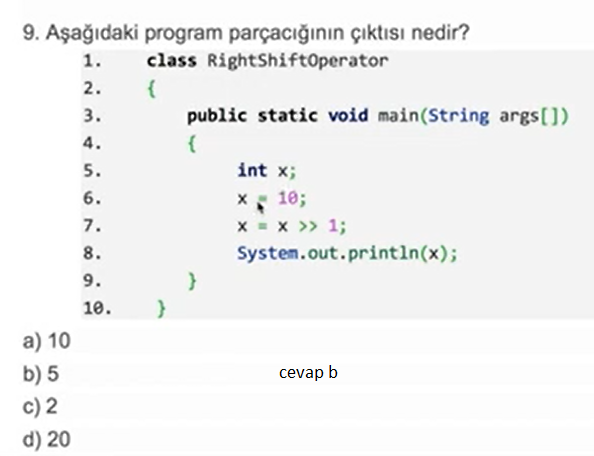 9. Aşağıdaki program parçacığının çıktısı nedir?
1. class RightShiftOperator
2. {
3. public static void main(String args[])
4. {
5. int x;
6. x = 10;
7. x = x >> 1;
8. System.out.println(x);
9. }
10. }
a) 10
b) 5 cevap b
c) 2
d) 20